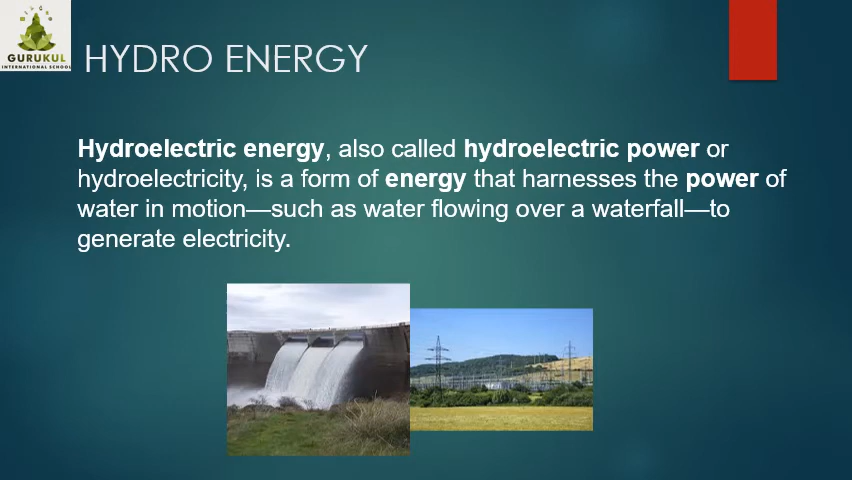 GURUKUL
INTERNATIONAL SCHOOL
HYDRO ENERGY
Hydroelectric energy, also called hydroelectric power or
hydroelectricity, is a form of energy that harnesses the power of
water in motion—such as water flowing over a waterfall—to
generate electricity.